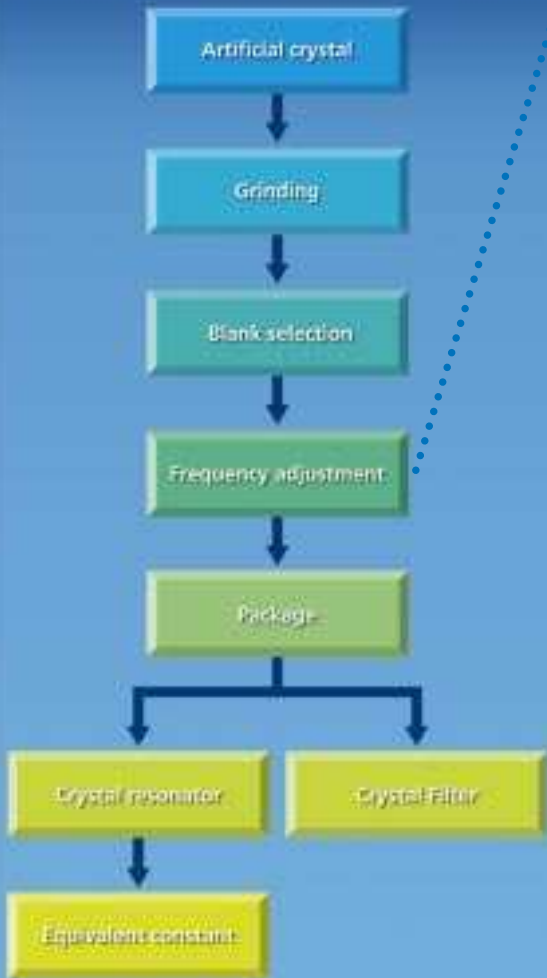 Artificial crystal
Grinding
Blank selection
Frequency adjustment
Package
Crystal resonator
Crystal Filter
Equivalent constant